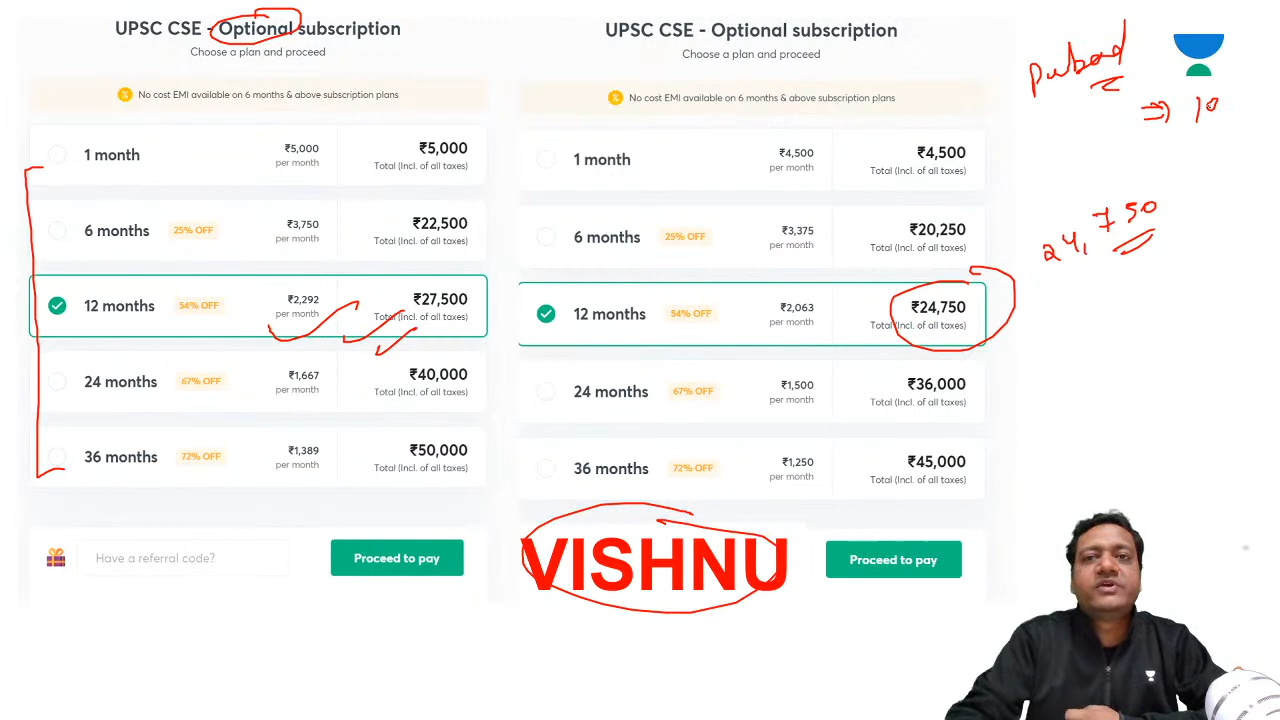 UPSC CSE - Optional subscription
Choose a plan and proceed
No cost EMI available on 6 months & above subscription plans
1 month ₹5,000 per month ₹5,000 Total (Incl. of all taxes)
6 months 25% OFF ₹3,750 per month ₹22,500 Total (Incl. of all taxes)
12 months 54% OFF ₹2,292 per month ₹27,500 Total (Incl. of all taxes)
24 months 67% OFF ₹1,667 per month ₹40,000 Total (Incl. of all taxes)
36 months 72% OFF ₹1,389 per month ₹50,000 Total (Incl. of all taxes)
Have a referral code? Proceed to pay
UPSC CSE - Optional subscription
Choose a plan and proceed
No cost EMI available on 6 months & above subscription plans
1 month ₹4,500 per month ₹4,500 Total (Incl. of all taxes)
6 months 25% OFF ₹3,375 per month ₹20,250 Total (Incl. of all taxes)
12 months 54% OFF ₹2,063 per month ₹24,750 Total (Incl. of all taxes)
24 months 67% OFF ₹1,500 per month ₹36,000 Total (Incl. of all taxes)
36 months 72% OFF ₹1,250 per month ₹45,000 Total (Incl. of all taxes)
VISHNU Proceed to pay
⇒ 10
24,750